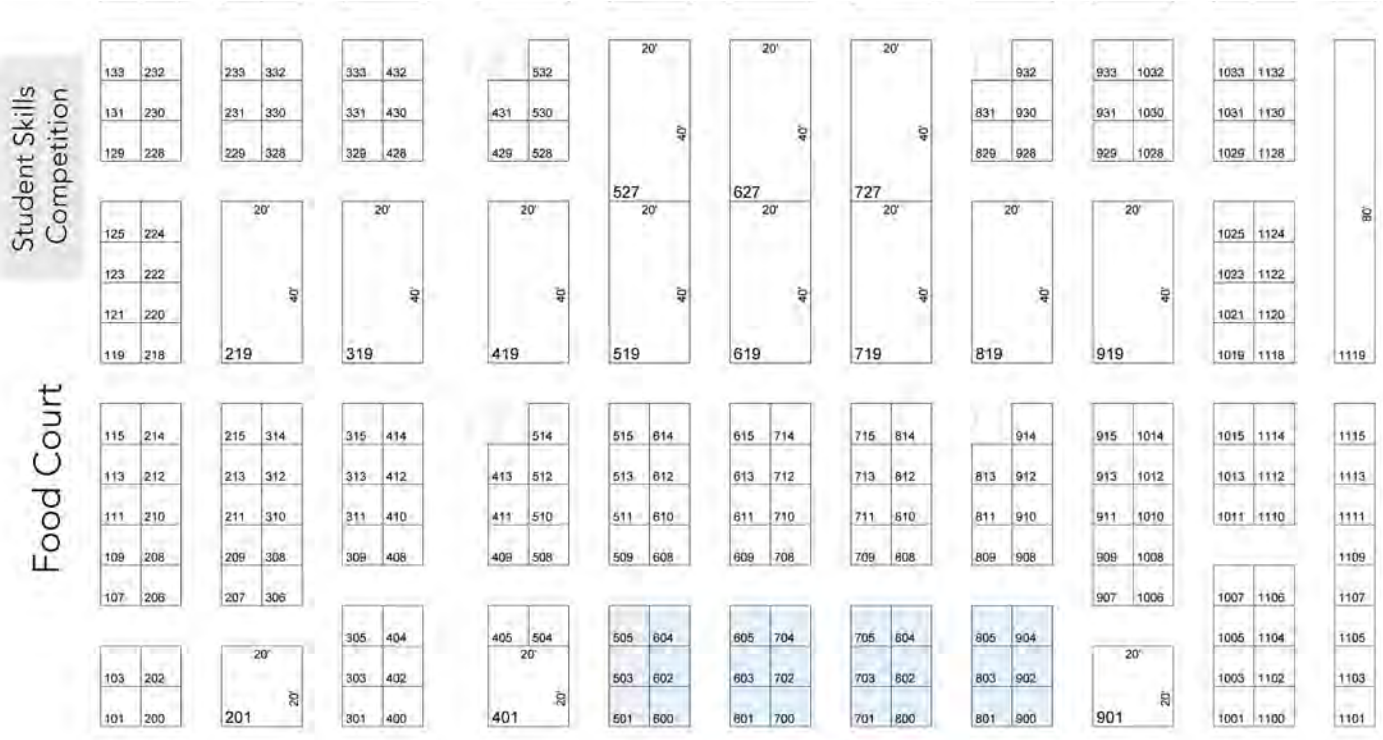 Student Skills
Competition
Food Court
20' 20' 20'
133 232 233 332 333 432 532 932 933 1032 1033 1132
131 230 231 330 331 430 431 530 40' 40' 40' 831 930 931 1030 1031 1130
129 228 229 328 329 428 429 528 829 928 929 1028 1029 1128
527 627 727
20' 20' 20' 20' 20' 20' 20' 20' 80'
125 224 1025 1124
123 222 1023 1122
40' 40' 40' 40' 40' 40' 40' 40'
121 220 1021 1120
119 218 219 319 419 519 619 719 819 919 1019 1118 1119
115 214 215 314 315 414 514 515 614 615 714 715 814 914 915 1014 1015 1114 1115
113 212 213 312 313 412 413 512 513 612 613 712 713 812 813 912 913 1012 1013 1112 1113
111 210 211 310 311 410 411 510 511 610 611 710 711 810 811 910 911 1010 1011 1110 1111
109 208 209 308 309 408 409 508 509 608 609 708 709 808 809 908 909 1008 1109
107 206 207 306 907 1006 1007 1106 1107
305 404 405 504 505 604 605 704 705 804 805 904 1005 1104 1105
20' 20' 20'
103 202 303 402 503 602 603 702 703 802 803 902 1003 1102 1103
20' 20' 20'
101 200 201 301 400 401 501 600 601 700 701 800 801 900 901 1001 1100 1101